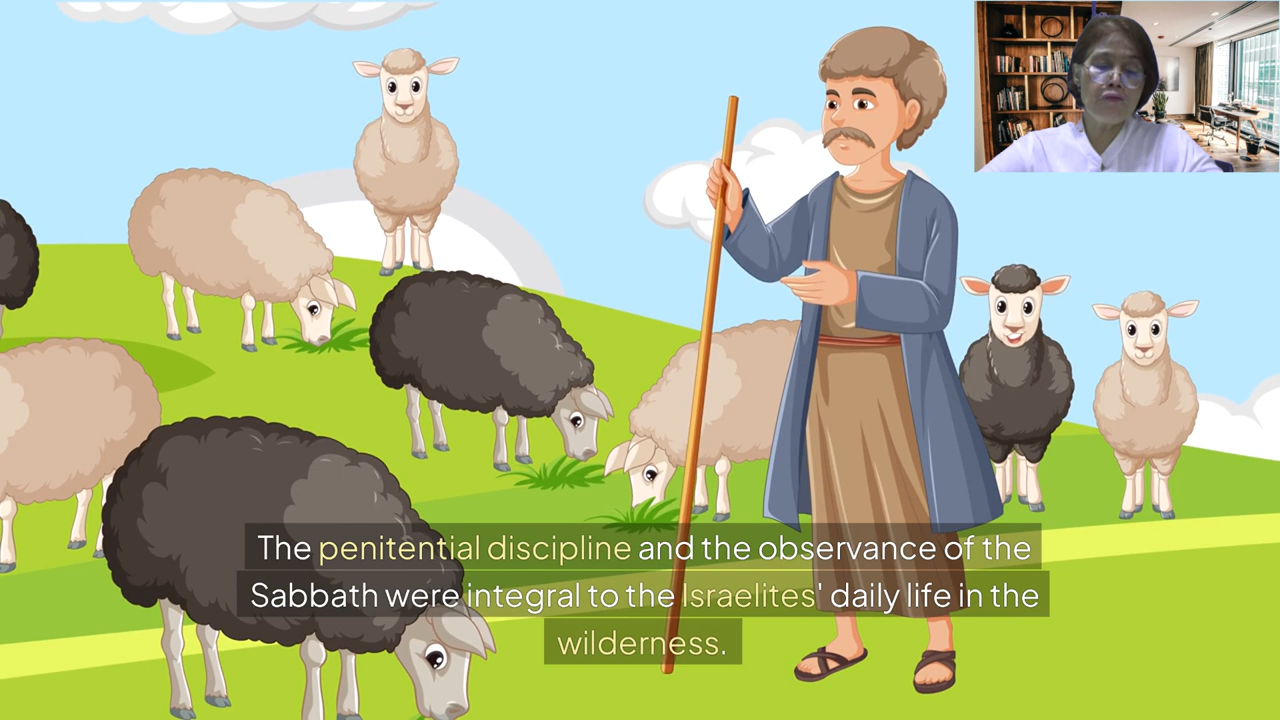 The penitential discipline and the observance of the
Sabbath were integral to the Israelites' daily life in the
wilderness.